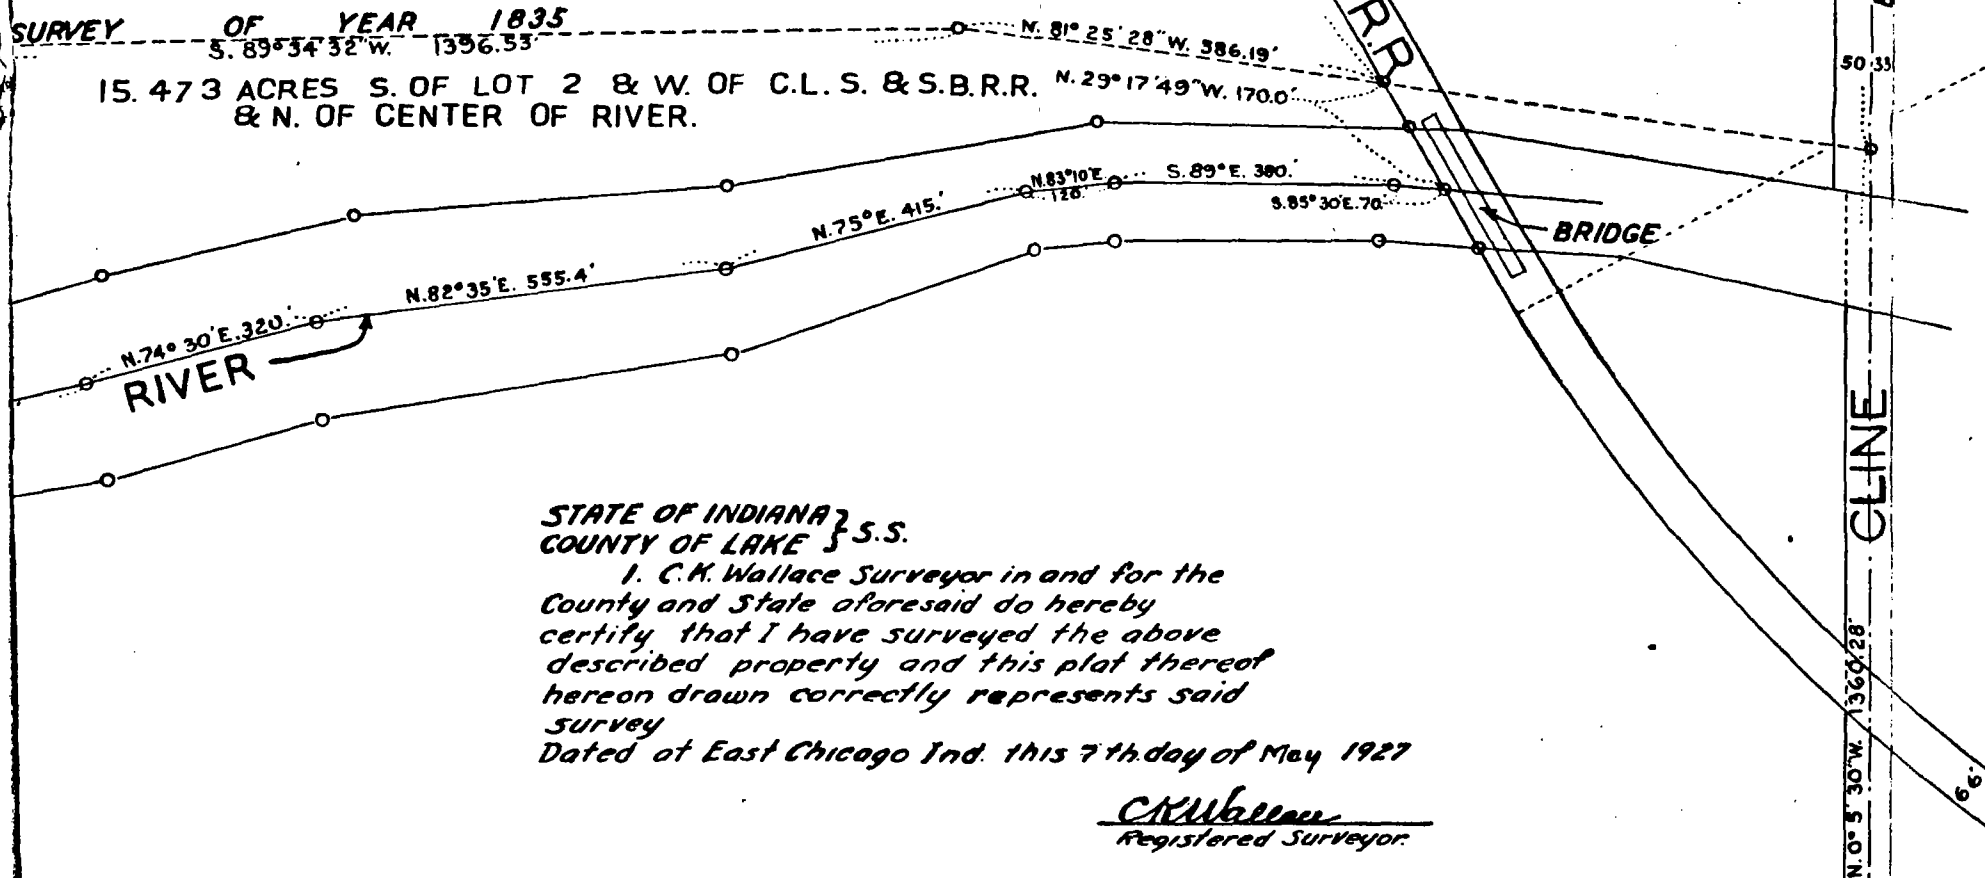 SURVEY OF YEAR 1835
S. 89° 34' 32" W. 1396.53'
N. 81° 25' 28" W. 386.19'
R.R.
50.33
15.473 ACRES S. OF LOT 2 & W. OF C.L.S. & S.B.R.R.
& N. OF CENTER OF RIVER.
N. 29° 17' 49" W. 170.0'
N. 83° 10' E
120'
S. 89° E. 380.'
S. 85° 30' E. 70'
BRIDGE
N. 75° E. 415.'
N. 82° 35' E. 555.4'
N. 74° 30' E. 320.'
RIVER
CLINE
N. 0° 5' 30" W. 1360.28'
66'
STATE OF INDIANA } S.S.
COUNTY OF LAKE
I. C.K. Wallace Surveyor in and for the
County and State aforesaid do hereby
certify that I have surveyed the above
described property and this plat thereof
hereon drawn correctly represents said
survey
Dated at East Chicago Ind. this 7th. day of May 1927
CK Wallace
Registered Surveyor.